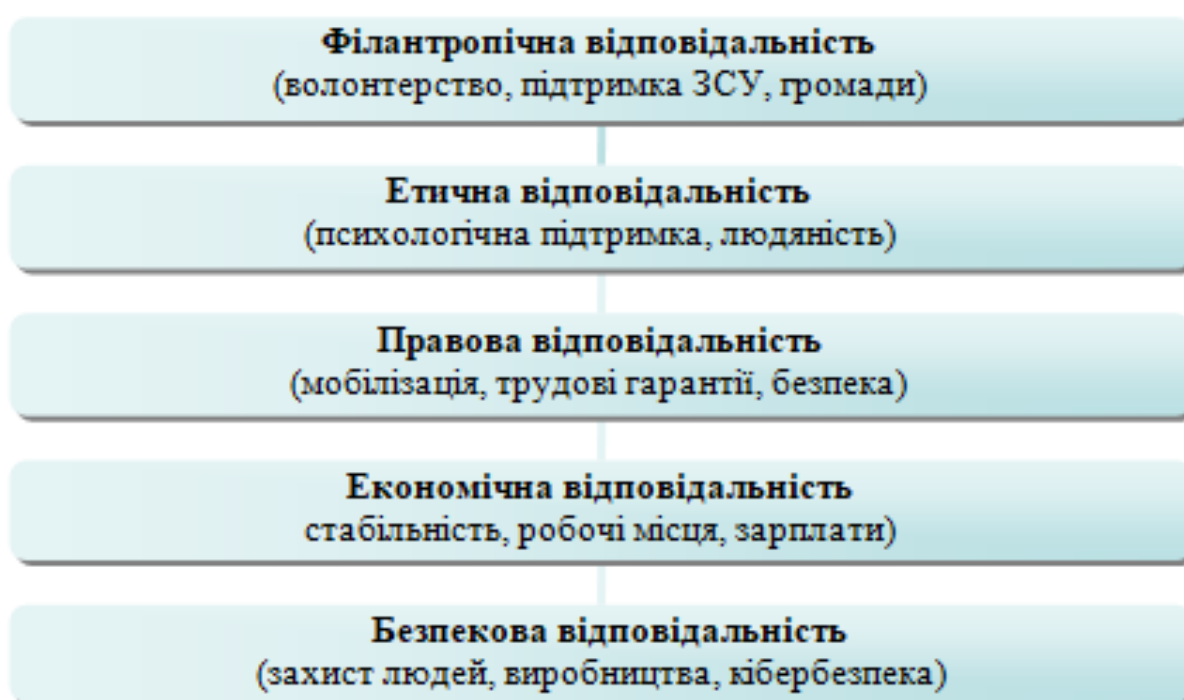 Філантропічна відповідальність
(волонтерство, підтримка ЗСУ, громади)
Етична відповідальність
(психологічна підтримка, людяність)
Правова відповідальність
(мобілізація, трудові гарантії, безпека)
Економічна відповідальність
стабільність, робочі місця, зарплати)
Безпекова відповідальність
(захист людей, виробництва, кібербезпека)